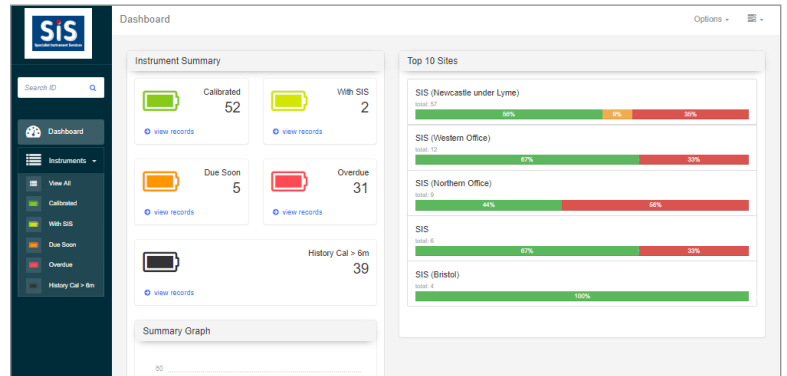 SiS
Specialist Instrument Services
Search ID
Dashboard
Instruments
View All
Calibrated
With SIS
Due Soon
Overdue
History Cal > 6m
Dashboard
Options
Instrument Summary
Calibrated
52
view records
With SIS
2
view records
Due Soon
5
view records
Overdue
31
view records
History Cal > 6m
39
view records
Summary Graph
60
Top 10 Sites
SIS (Newcastle under Lyme)
total: 57
56% 9% 35%
SIS (Western Office)
total: 12
67% 33%
SIS (Northern Office)
total: 9
44% 56%
SIS
total: 6
67% 33%
SIS (Bristol)
total: 4
100%